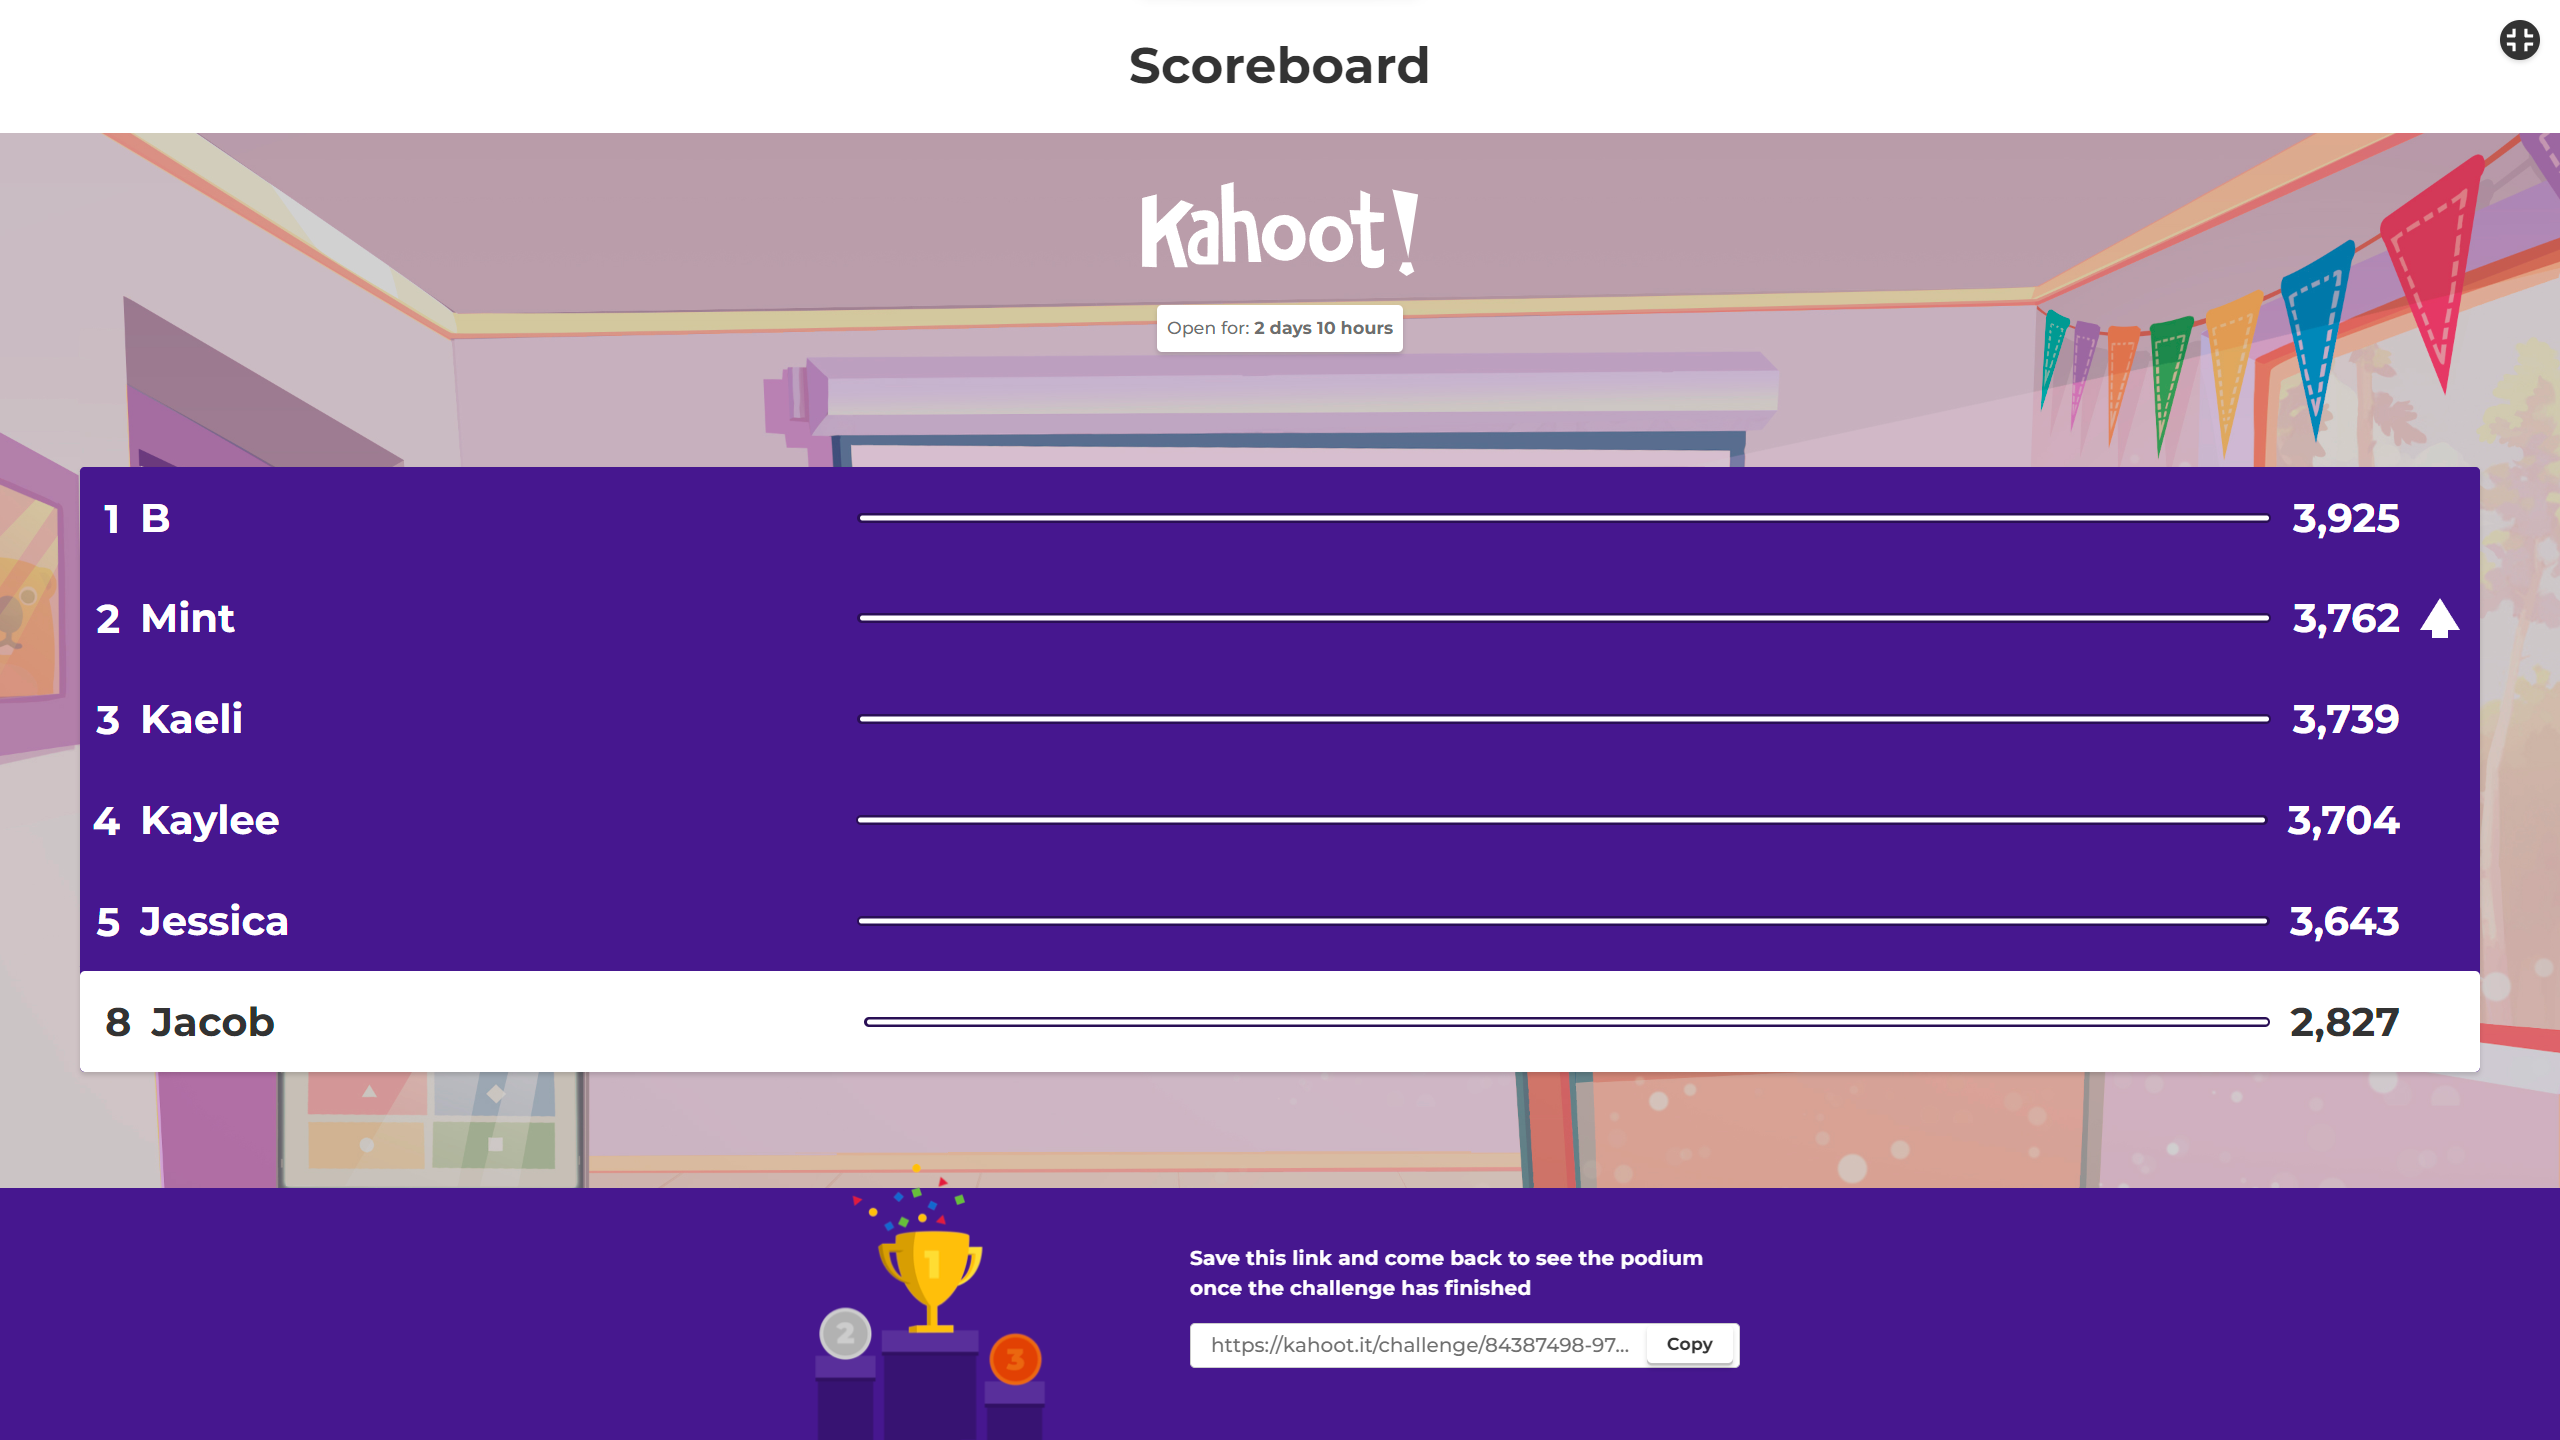 Scoreboard
Kahoot!
Open for: 2 days 10 hours
1 B 3,925
2 Mint 3,762
3 Kaeli 3,739
4 Kaylee 3,704
5 Jessica 3,643
8 Jacob 2,827
1
2
3
Save this link and come back to see the podium
once the challenge has finished
https://kahoot.it/challenge/84387498-97... Copy